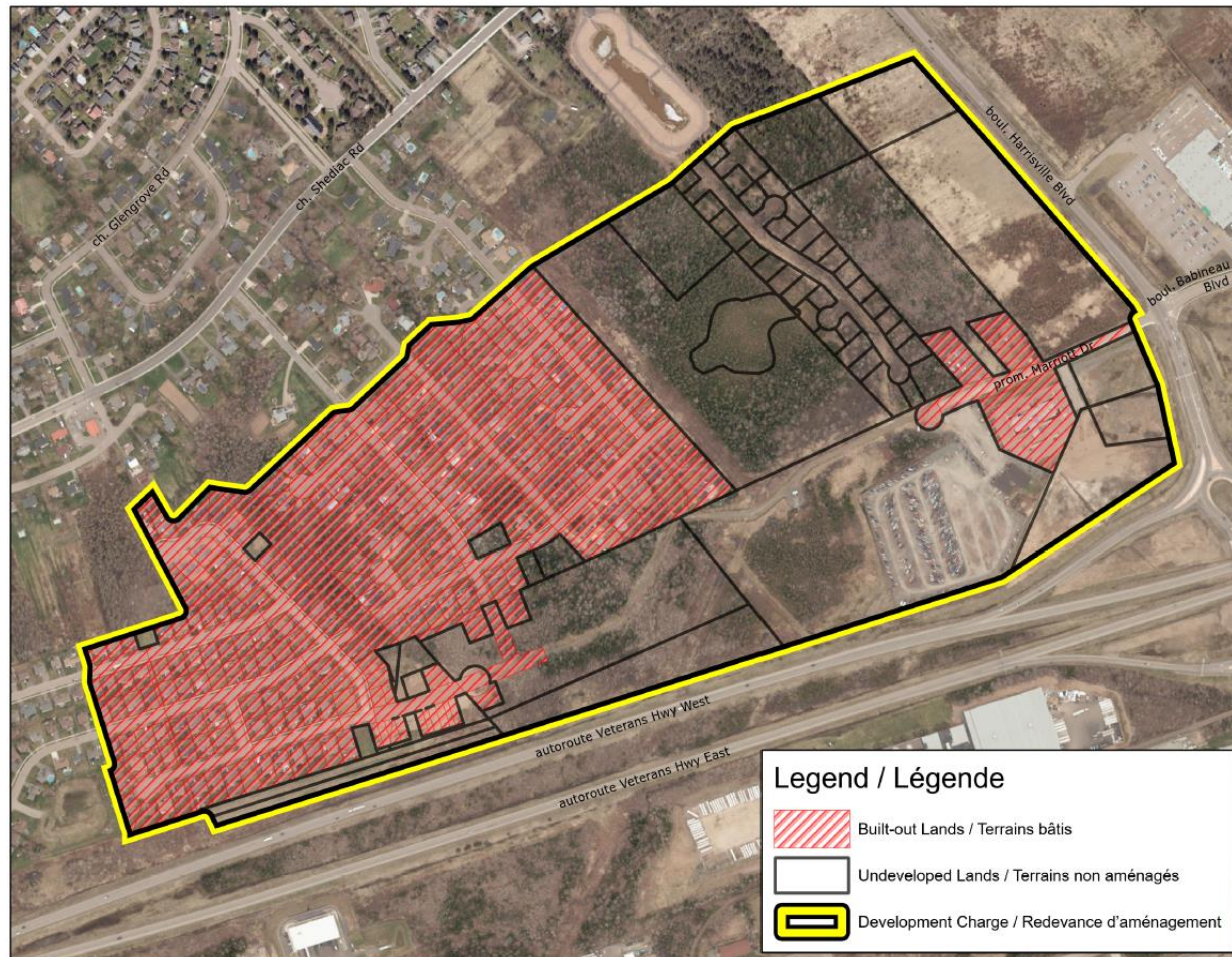 ch. Glengrove Rd
ch. Shediac Rd
boul. Harrisville Blvd
boul. Babineau
Blvd
prom. Marriott Dr
autoroute Veterans Hwy West
autoroute Veterans Hwy East
Legend / Légende
Built-out Lands / Terrains bâtis
Undeveloped Lands / Terrains non aménagés
Development Charge / Redevance d'aménagement